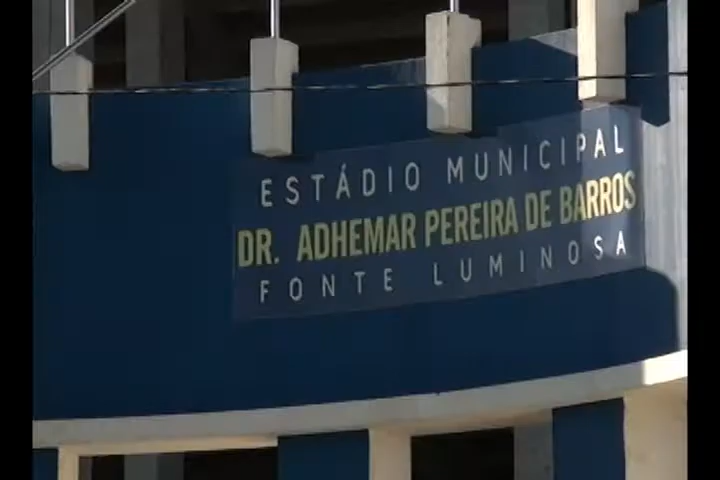 ESTÁDIO MUNICIPAL
DR. ADHEMAR PEREIRA DE BARROS
FONTE LUMINOSA